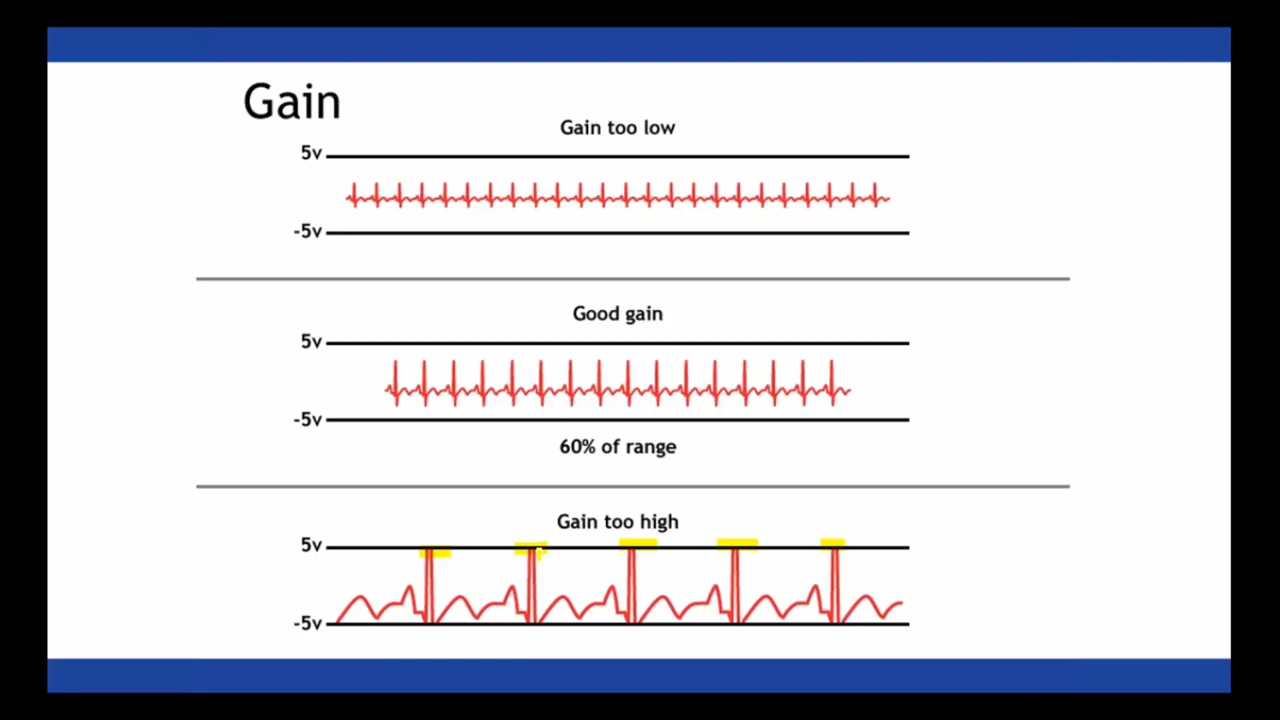 Gain
Gain too low
5v
-5v
Good gain
5v
-5v
60% of range
Gain too high
5v
-5v